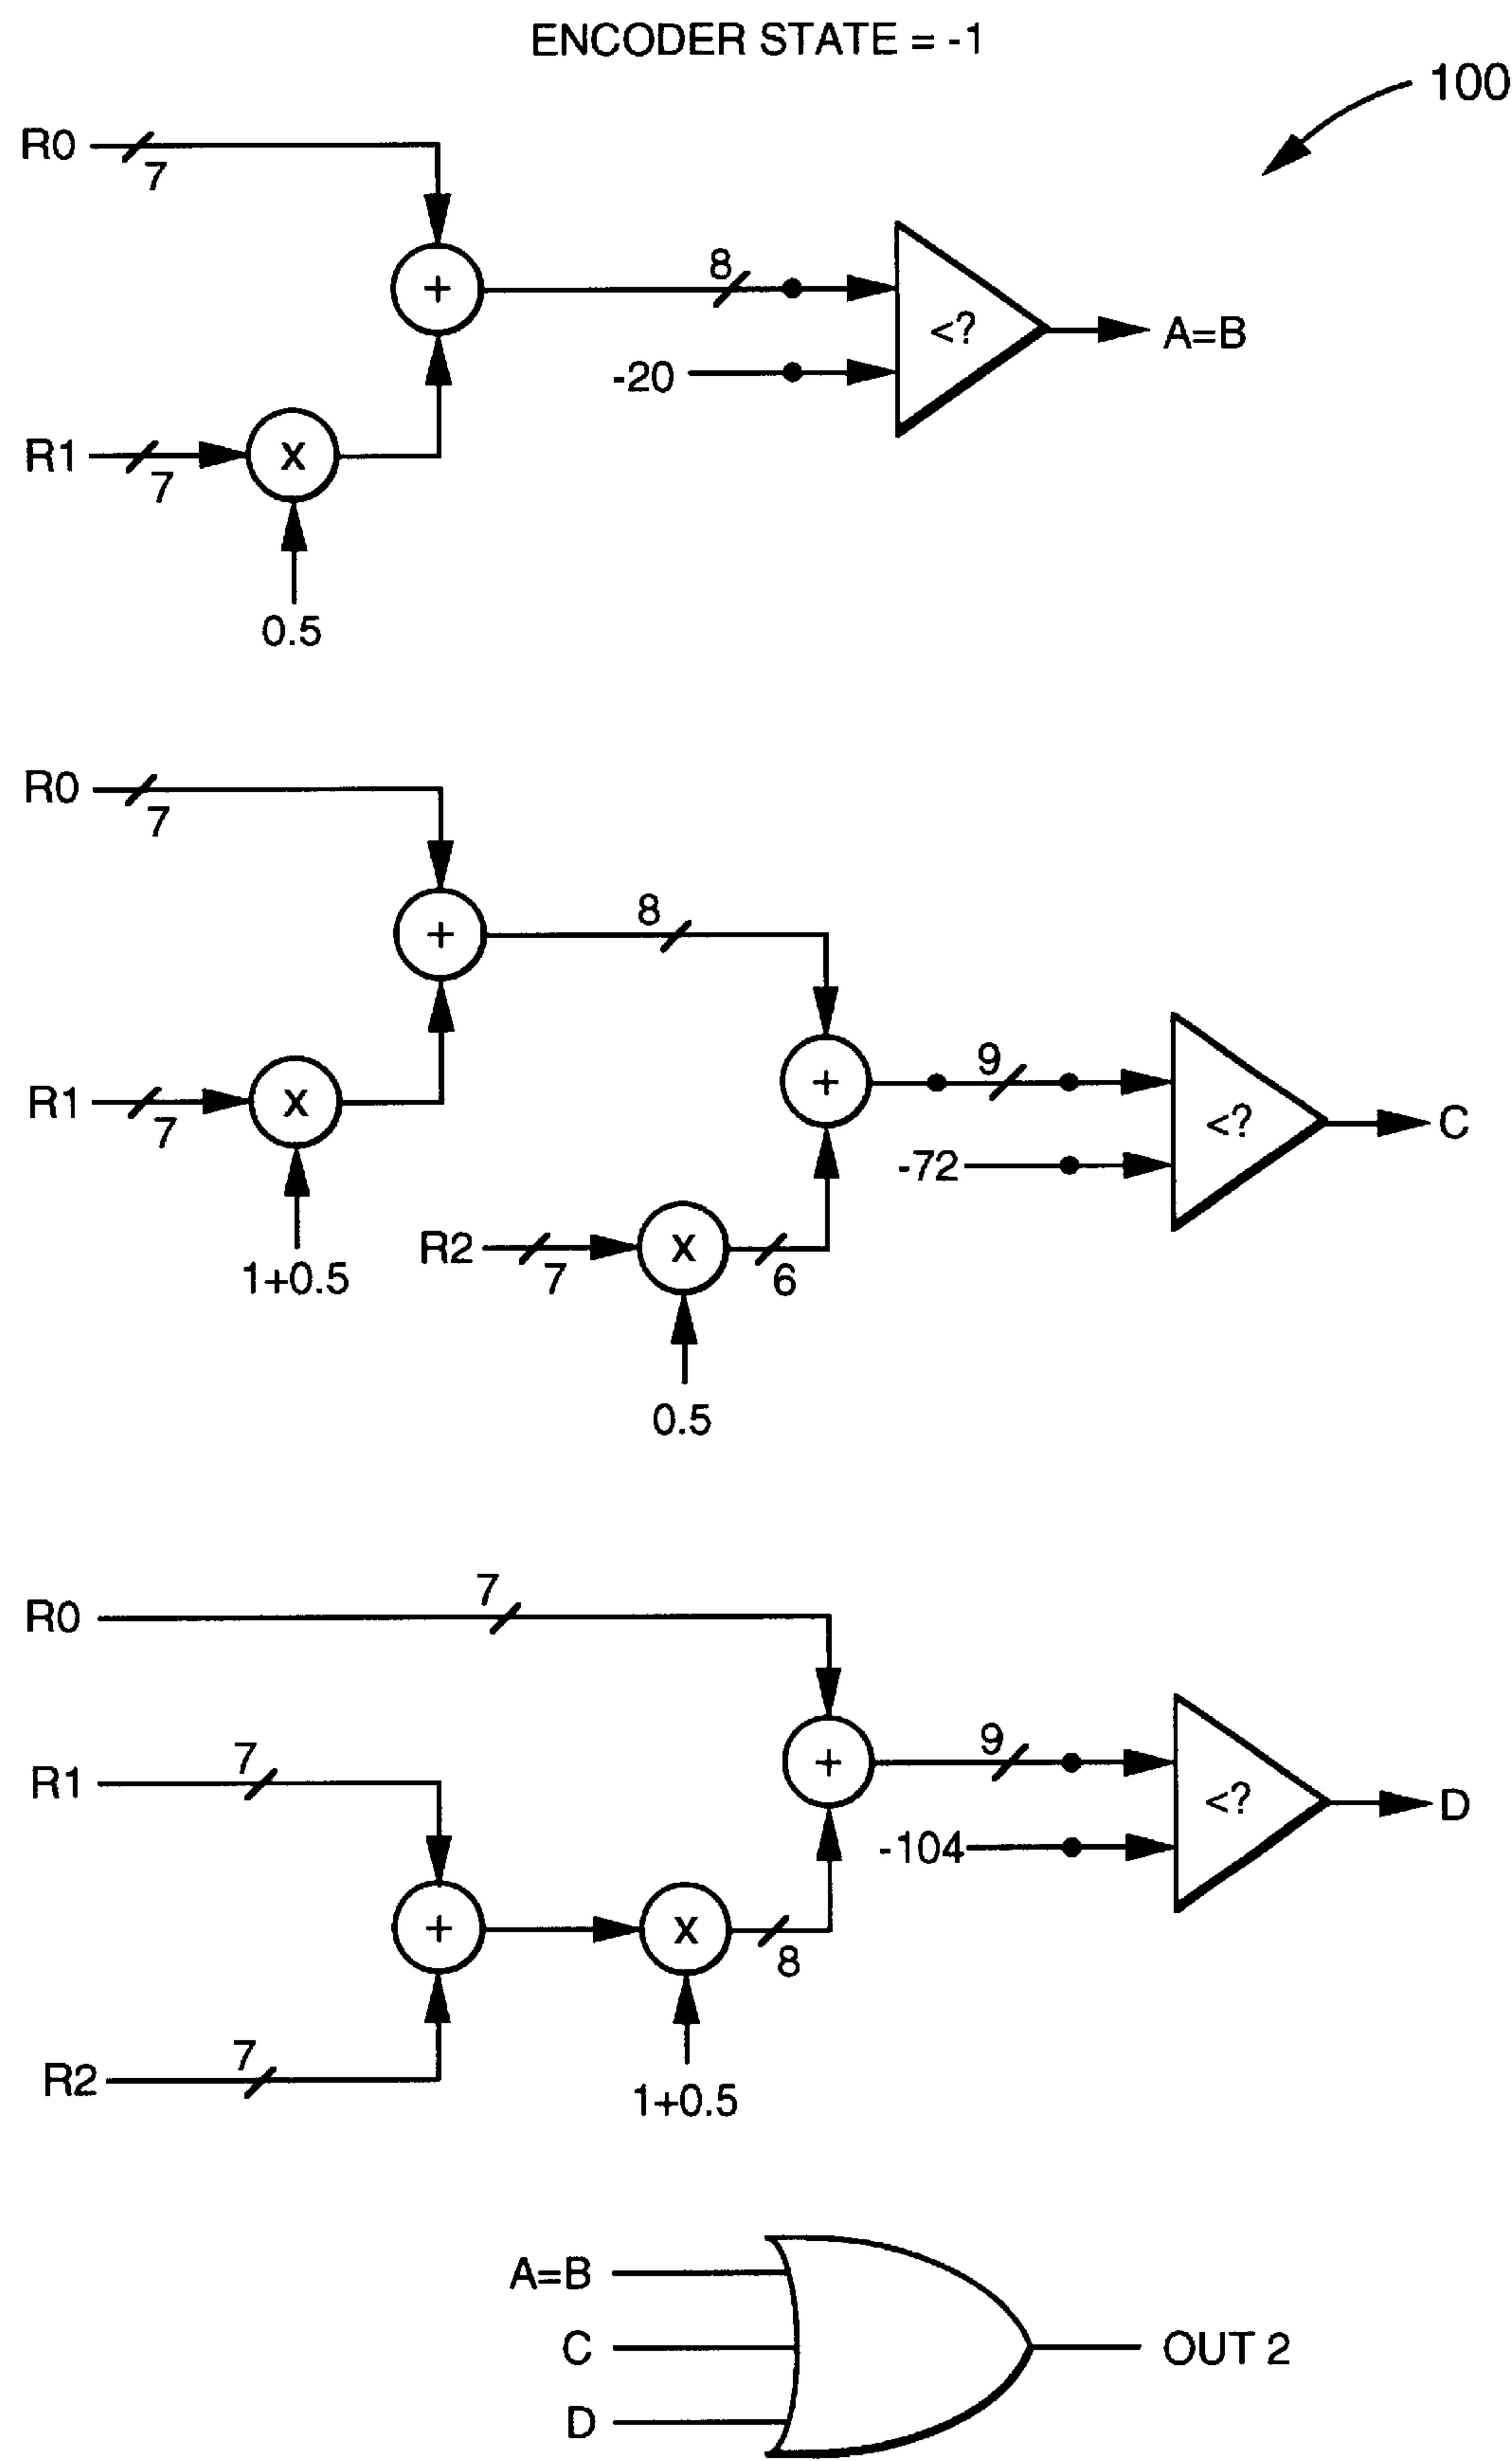 ENCODER STATE = -1
100
R0
7
+
8
<?
A=B
-20
R1
7
x
0.5
R0
7
+
8
R1
7
x
1+0.5
+
9
<?
C
-72
R2
7
x
6
0.5
R0
7
R1
7
+
9
<?
D
-104
+
x
8
R2
7
1+0.5
A=B
C
OUT 2
D